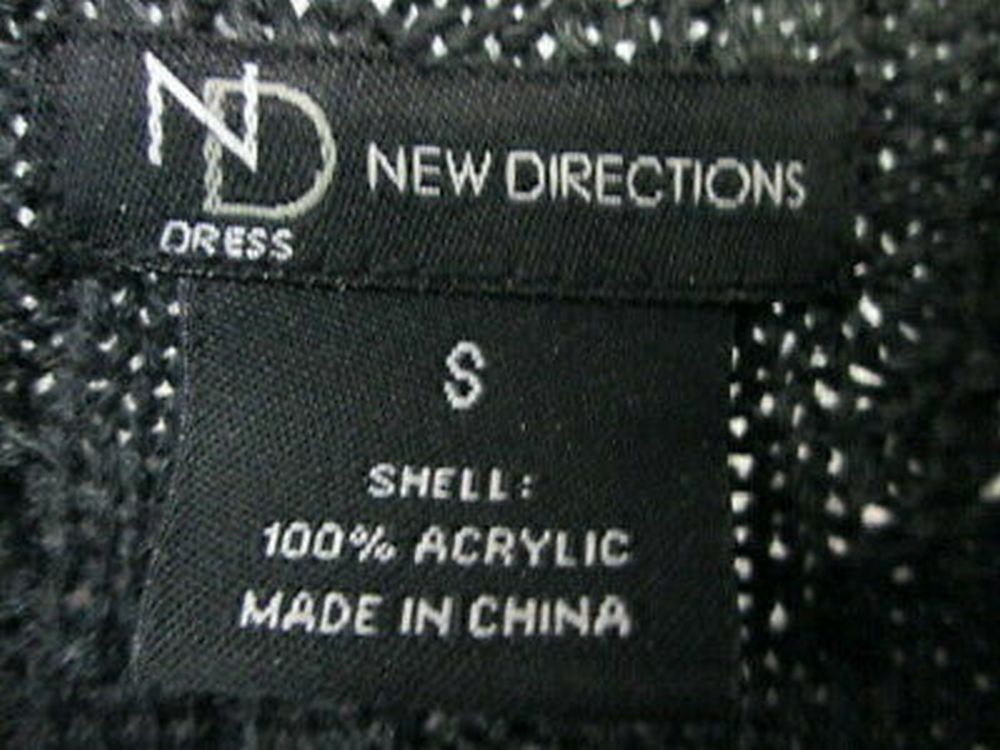 ND NEW DIRECTIONS
DRESS
S
SHELL:
100% ACRYLIC
MADE IN CHINA